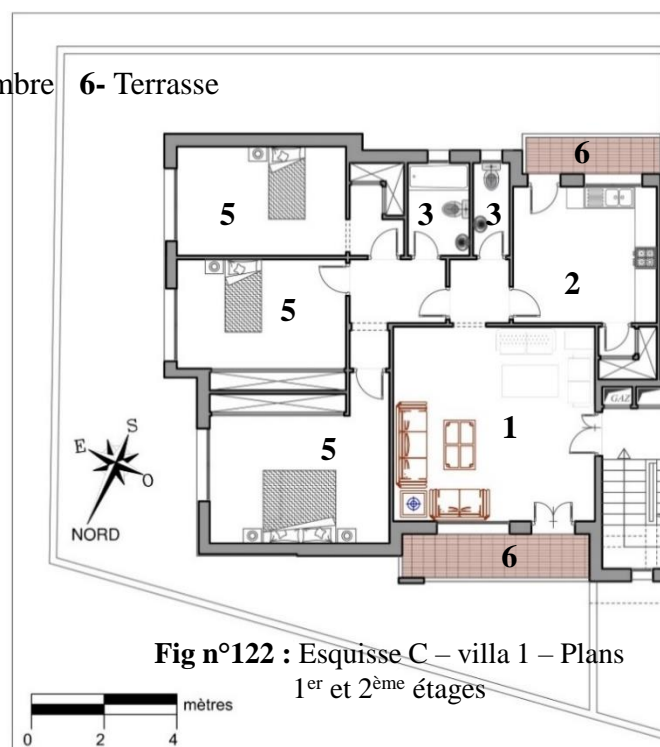 mbre 6- Terrasse
6
5 3 3
2
5
1
5
GAZ
E S
O
NORD
6
Fig n°122 : Esquisse C – villa 1 – Plans
1er et 2ème étages
mètres
0 2 4